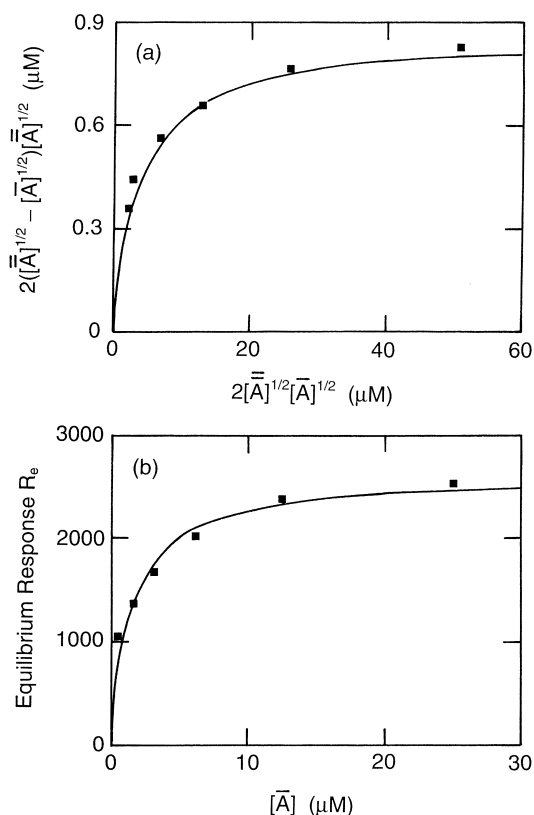 (a)
2([A̿]^1/2 – [A̅]^1/2)[A̿]^1/2 (μM)
0.9
0.6
0.3
0
0 20 40 60
2[A̿]^1/2[A̅]^1/2 (μM)
(b)
Equilibrium Response R_e
3000
2000
1000
0
0 10 20 30
[A̅] (μM)